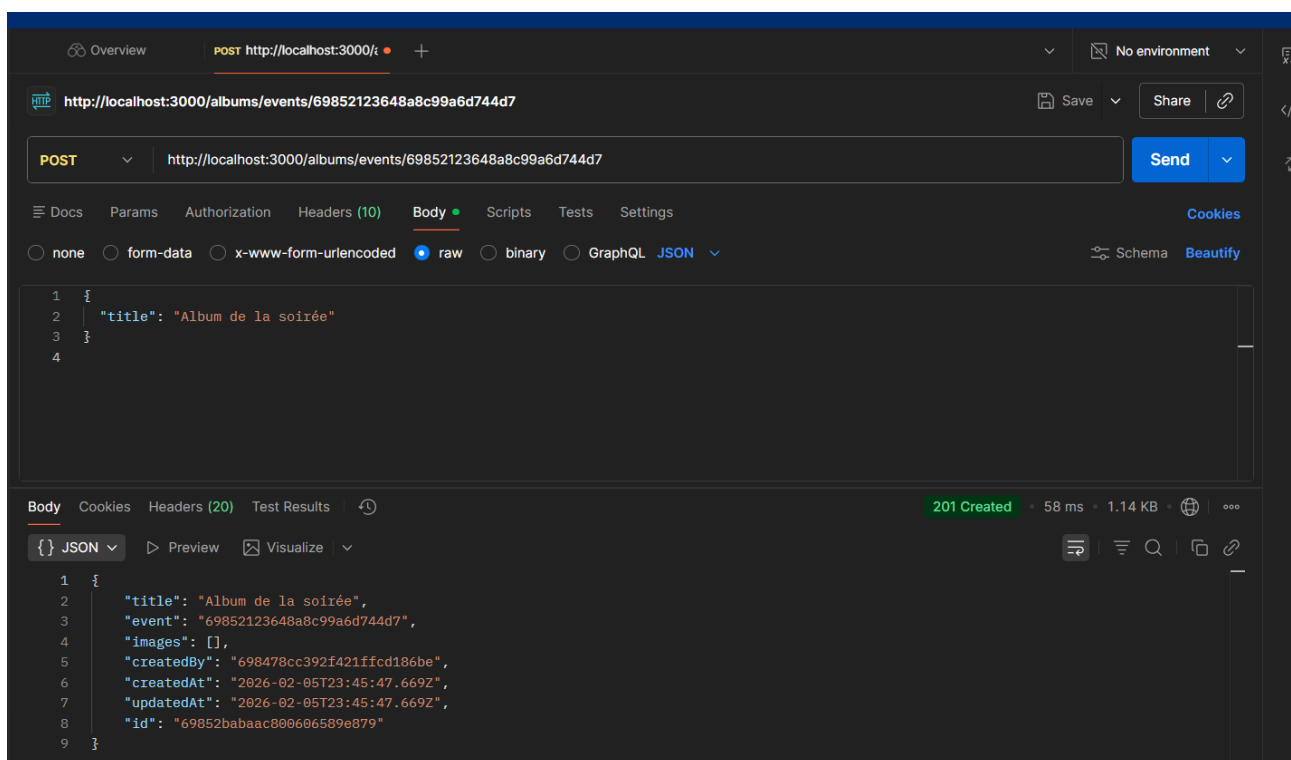 Overview POST http://localhost:3000/a + No environment
HTTP http://localhost:3000/albums/events/69852123648a8c99a6d744d7 Save Share
POST http://localhost:3000/albums/events/69852123648a8c99a6d744d7 Send
Docs Params Authorization Headers (10) Body Scripts Tests Settings Cookies
none form-data x-www-form-urlencoded raw binary GraphQL JSON Schema Beautify
1 {
2 "title": "Album de la soirée"
3 }
4
Body Cookies Headers (20) Test Results 201 Created 58 ms 1.14 KB
{} JSON Preview Visualize
1 {
2 "title": "Album de la soirée",
3 "event": "69852123648a8c99a6d744d7",
4 "images": [],
5 "createdBy": "698478cc392f421ffcd186be",
6 "createdAt": "2026-02-05T23:45:47.669Z",
7 "updatedAt": "2026-02-05T23:45:47.669Z",
8 "id": "69852babaac800606589e879"
9 }